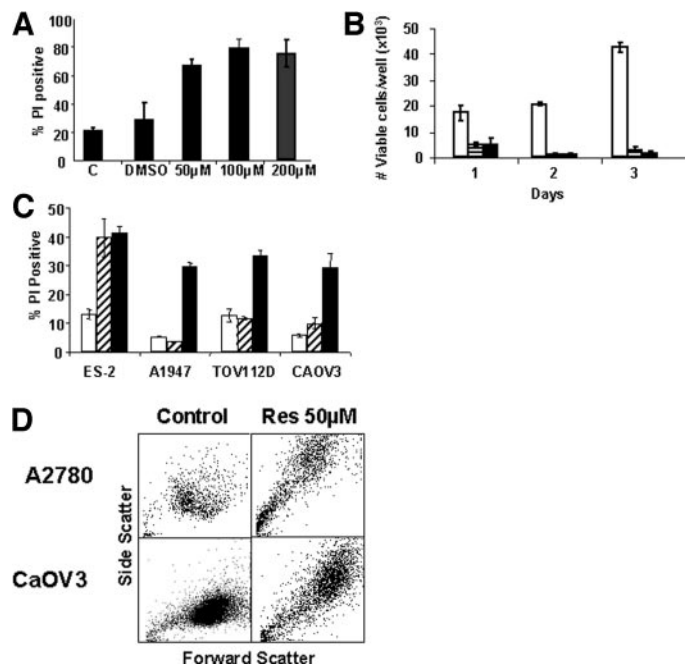 A
% PI positive
80
60
40
20
0
C DMSO 50µM 100µM 200µM
B
# Viable cells/well (x10³)
50
40
30
20
10
0
1 2 3
Days
C
% PI Positive
50
40
30
20
10
0
ES-2 A1947 TOV112D CAOV3
D
Control Res 50µM
A2780
CaOV3
Side Scatter
Forward Scatter